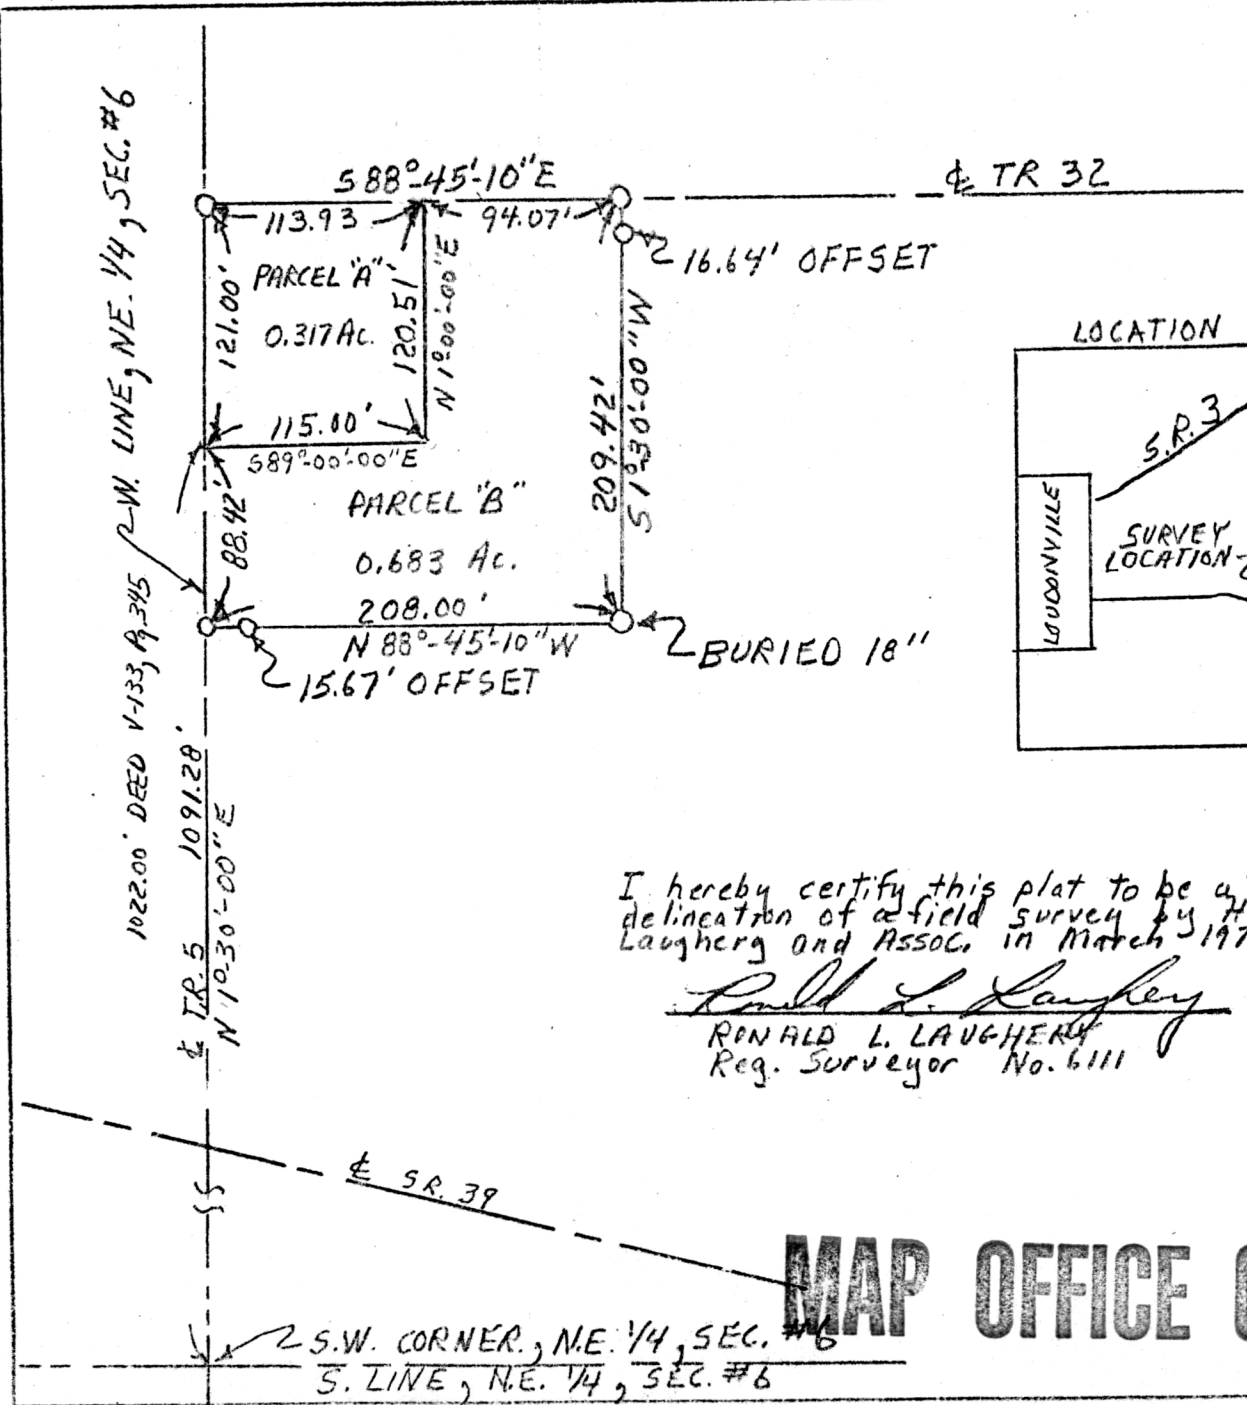 S 88°-45'-10" E
℄ TR 32
113.93
94.07'
16.64' OFFSET
PARCEL "A"
0.317 Ac.
121.00'
120.51'
N 1°-00'-00" E
W. LINE, NE. 1/4, SEC. #6
209.42'
S 1°-30'-00" W
115.00'
S 89°-00'-00" E
PARCEL "B"
0.683 Ac.
88.42'
208.00'
N 88°-45'-10" W
15.67' OFFSET
BURIED 18"
LOCATION
S.R. 3
LOUDONVILLE
SURVEY
LOCATION
1022.00' DEED V-133, Pg. 345
1091.28'
℄ TR. 5
N 1°-30'-00" E
I hereby certify this plat to be a
delineation of a field survey by H
Laugherg and Assoc. in March 197
Ronald L. Laughery
RONALD L. LAUGHERY
Reg. Surveyor No. 6111
℄ S.R. 39
MAP OFFICE
S.W. CORNER, N.E. 1/4, SEC. #6
S. LINE, N.E. 1/4, SEC. #6